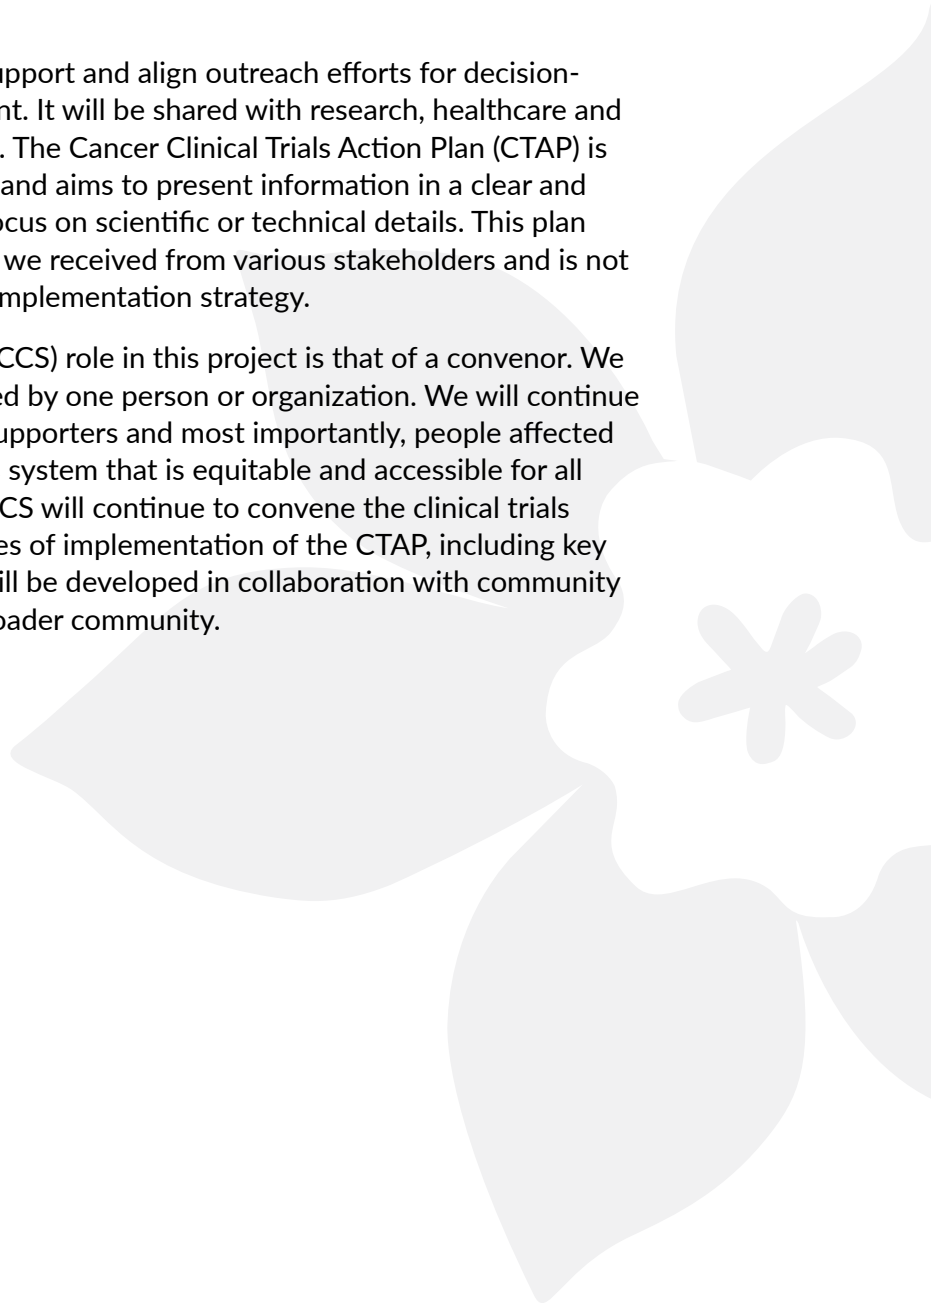 upport and align outreach efforts for decision-
nt. It will be shared with research, healthcare and
. The Cancer Clinical Trials Action Plan (CTAP) is
and aims to present information in a clear and
ocus on scientific or technical details. This plan
we received from various stakeholders and is not
mplementation strategy.
CCS) role in this project is that of a convenor. We
ed by one person or organization. We will continue
upporters and most importantly, people affected
system that is equitable and accessible for all
CS will continue to convene the clinical trials
es of implementation of the CTAP, including key
ill be developed in collaboration with community
oader community.